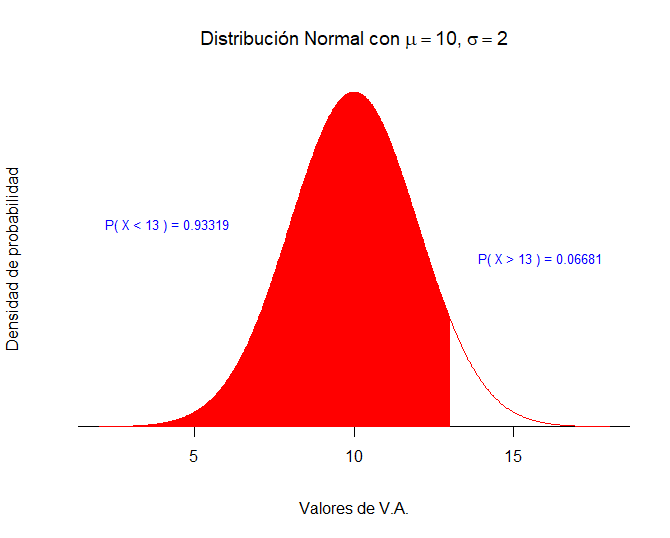 Distribución Normal con μ = 10, σ = 2
Densidad de probabilidad
P( X < 13 ) = 0.93319
P( X > 13 ) = 0.06681
5 10 15
Valores de V.A.